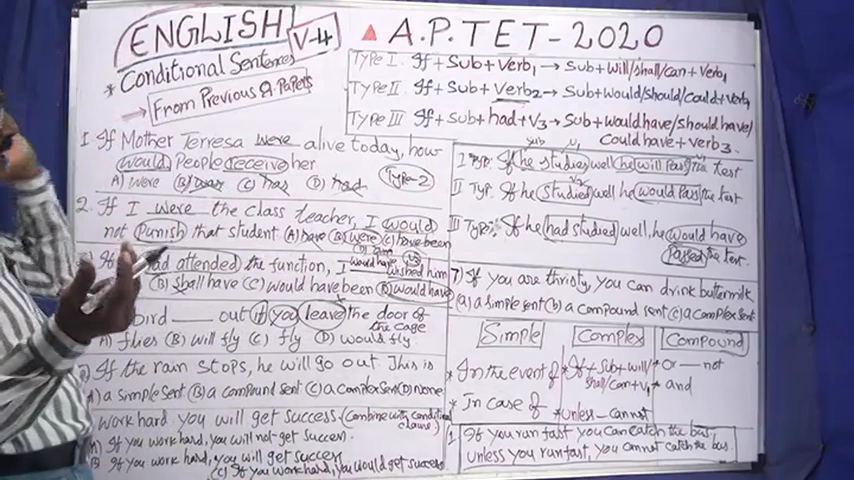 ENGLISH V-4
* Conditional Sentences
→ From Previous Q.Papers
A.P.TET-2020
Type I. If + Sub + Verb1 → Sub + will/shall/can + Verb1
Type II If + Sub + Verb2 → Sub + would/should/could + Verb1
Type III If + Sub + had + V3 → Sub + would have/should have/
Could have + verb3.
1 If Mother Terresa were alive today, how
would People receive her
A) were B) was C) has D) had Type-2
2. If I were the class teacher, I would
not Punish that student (A) have (B) were (C) have been
had attended the function, I would have wished him
(B) shall have (C) would have been (D) would have
bird ____ out if you leave the door of
the cage
A) flies (B) will fly (C) fly (D) would fly
If the rain stops, he will go out. This is
A) a simple sent (B) a compound sent (C) a complex sent (D) None
work hard. you will get success (Combine with conditional
clause)
A) If you work hard, you will not get success.
B If you work hard, you will get success
(C) If you work hard, you would get success
I Type. If he studies well he will Pass the test
II Typ. If he studied well he would Pass the test
III Type: If he had studied well, he would have
Passed the test.
7) If you are thristy you can drink buttermilk
(a) a simple sent (b) a compound sent (c) a complex sent
Simple Complex Compound
* In the event of * If + sub + will/ * or — not
shall/can + V1 * and
* In case of * unless — cannot
1 If you run fast you can catch the bus.
unless you run fast, you cannot catch the bus